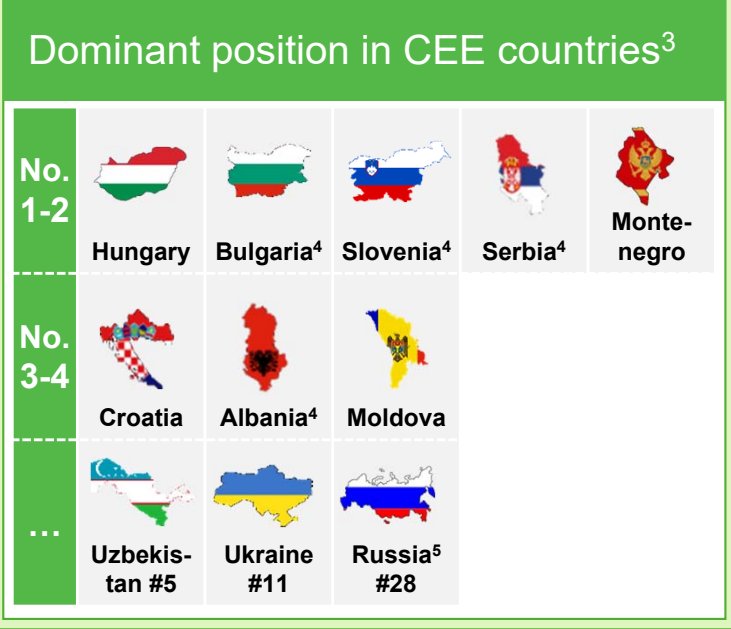 Dominant position in CEE countries³
No.
1-2
Hungary
Bulgaria⁴
Slovenia⁴
Serbia⁴
Monte-
negro
No.
3-4
Croatia
Albania⁴
Moldova
...
Uzbekis-
tan #5
Ukraine
#11
Russia⁵
#28